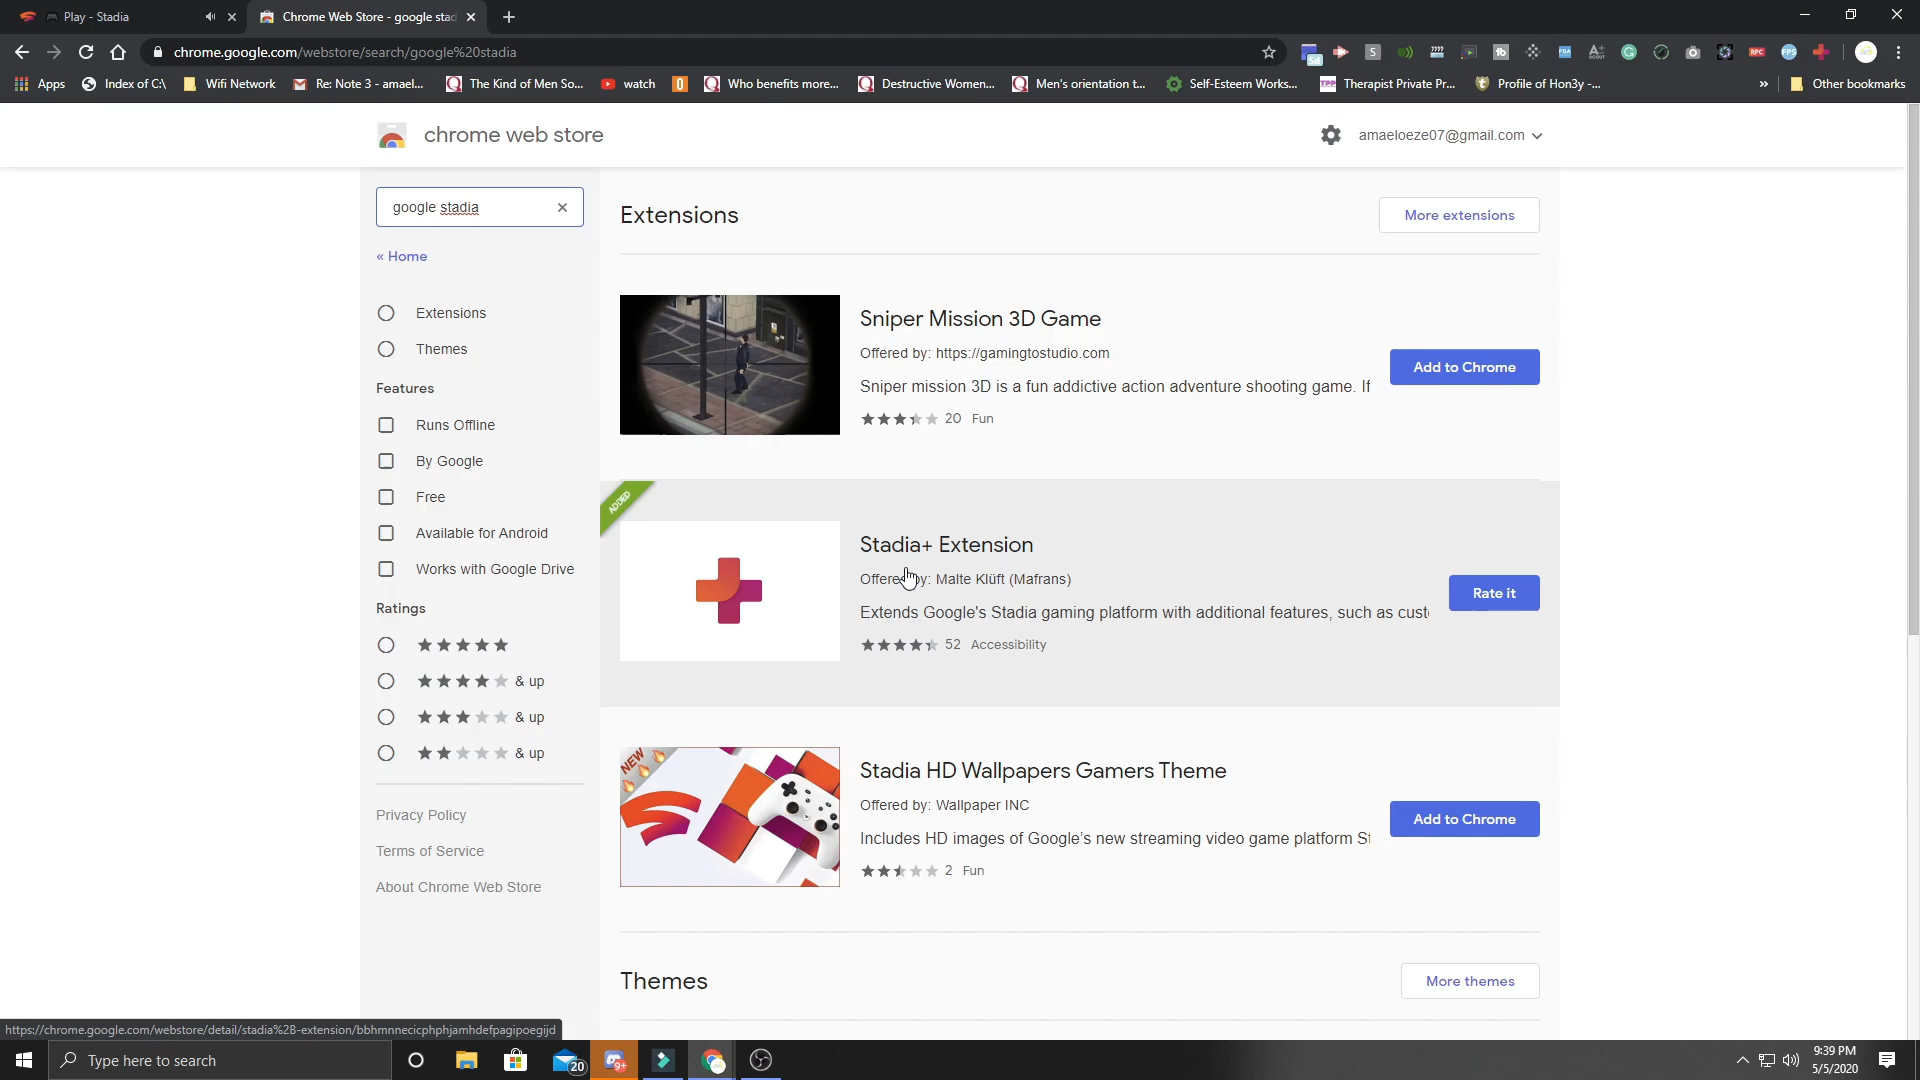 Play - Stadia
Chrome Web Store - google stad
chrome.google.com/webstore/search/google%20stadia
Apps
Index of C:\
Wifi Network
Re: Note 3 - amael...
The Kind of Men So...
watch
Who benefits more...
Destructive Women...
Men's orientation t...
Self-Esteem Works...
Therapist Private Pr...
Profile of Hon3y -...
»
Other bookmarks
chrome web store
amaeloeze07@gmail.com
google stadia
« Home
Extensions
Themes
Features
Runs Offline
By Google
Free
Available for Android
Works with Google Drive
Ratings
& up
& up
& up
Privacy Policy
Terms of Service
About Chrome Web Store
Extensions
More extensions
Sniper Mission 3D Game
Offered by: https://gamingtostudio.com
Sniper mission 3D is a fun addictive action adventure shooting game. If
20 Fun
Add to Chrome
ADDED
Stadia+ Extension
Offered by: Malte Klüft (Mafrans)
Extends Google's Stadia gaming platform with additional features, such as cust
52 Accessibility
Rate it
NEW
Stadia HD Wallpapers Gamers Theme
Offered by: Wallpaper INC
Includes HD images of Google's new streaming video game platform St
2 Fun
Add to Chrome
Themes
More themes
https://chrome.google.com/webstore/detail/stadia%2B-extension/bbhmnnecicphphjamhdefpagipoegijd
Type here to search
20
9+
9:39 PM
5/5/2020